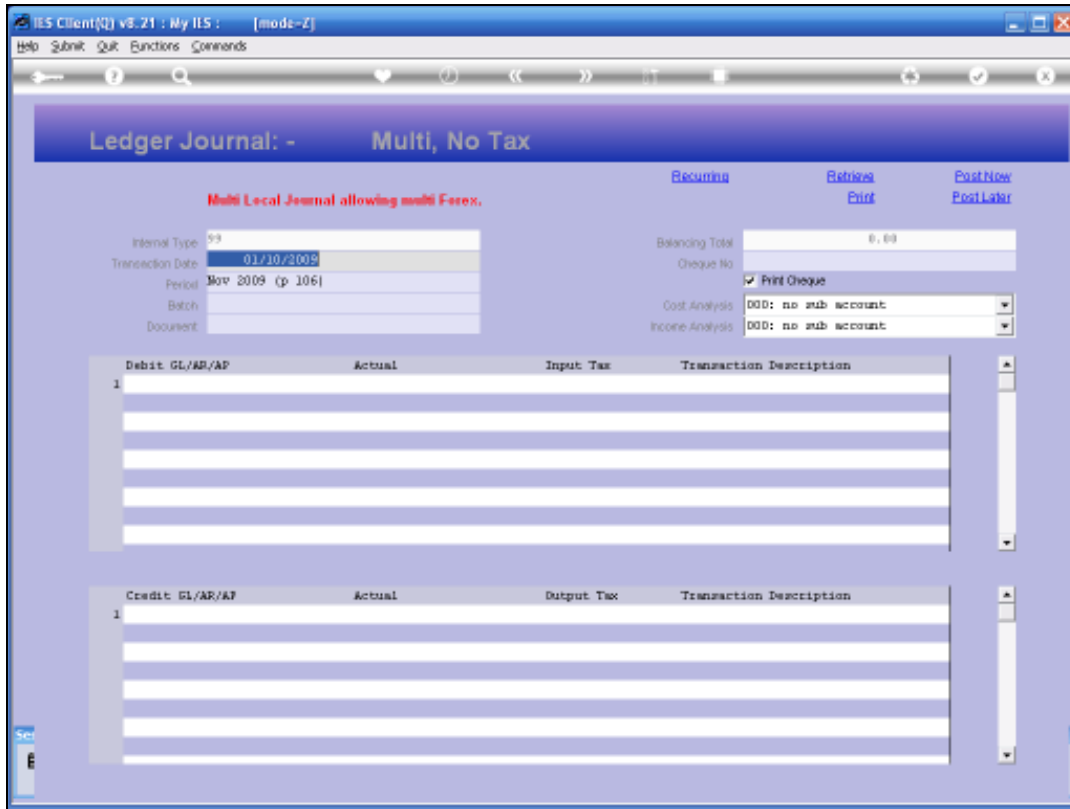 IES Client(Q) v8.21 : My IES : [mode-Z]
Help Submit Quit Functions Commands
Ledger Journal: - Multi, No Tax
Recurring Retrieve Post Now
Multi Local Journal allowing multi Forex. Print Post Later
Internal Type 99 Balancing Total 0.00
Transaction Date 01/10/2009 Cheque No
Period Nov 2009 (p 106) Print Cheque
Batch Cost Analysis 000: no sub account
Document Income Analysis 000: no sub account
Debit GL/AR/AP Actual Input Tax Transaction Description
1
Credit GL/AR/AP Actual Output Tax Transaction Description
1